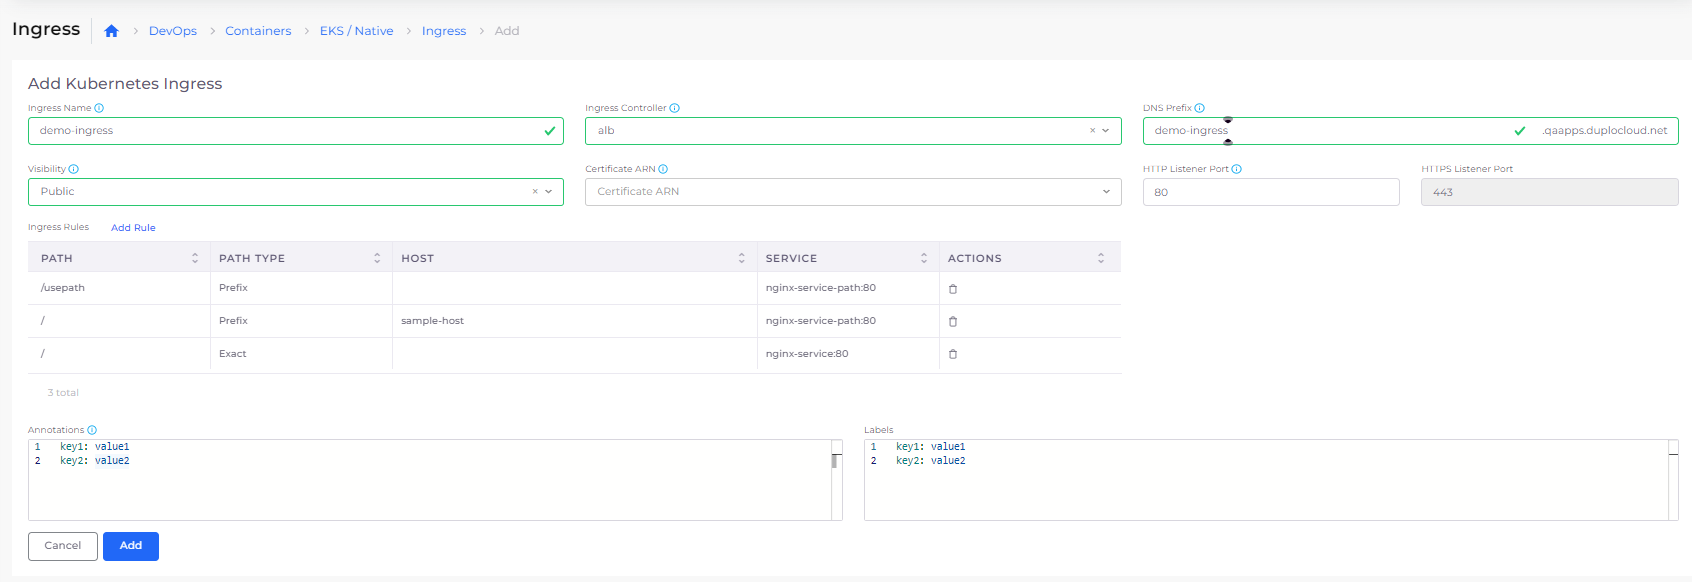 Ingress DevOps Containers EKS / Native Ingress Add
Add Kubernetes Ingress
Ingress Name Ingress Controller DNS Prefix
demo-ingress alb demo-ingress .qaapps.duplocloud.net
Visibility Certificate ARN HTTP Listener Port HTTPS Listener Port
Public Certificate ARN 80 443
Ingress Rules Add Rule
PATH PATH TYPE HOST SERVICE ACTIONS
/usepath Prefix nginx-service-path:80
/ Prefix sample-host nginx-service-path:80
/ Exact nginx-service:80
3 total
Annotations Labels
1 key1: value1 1 key1: value1
2 key2: value2 2 key2: value2
Cancel Add